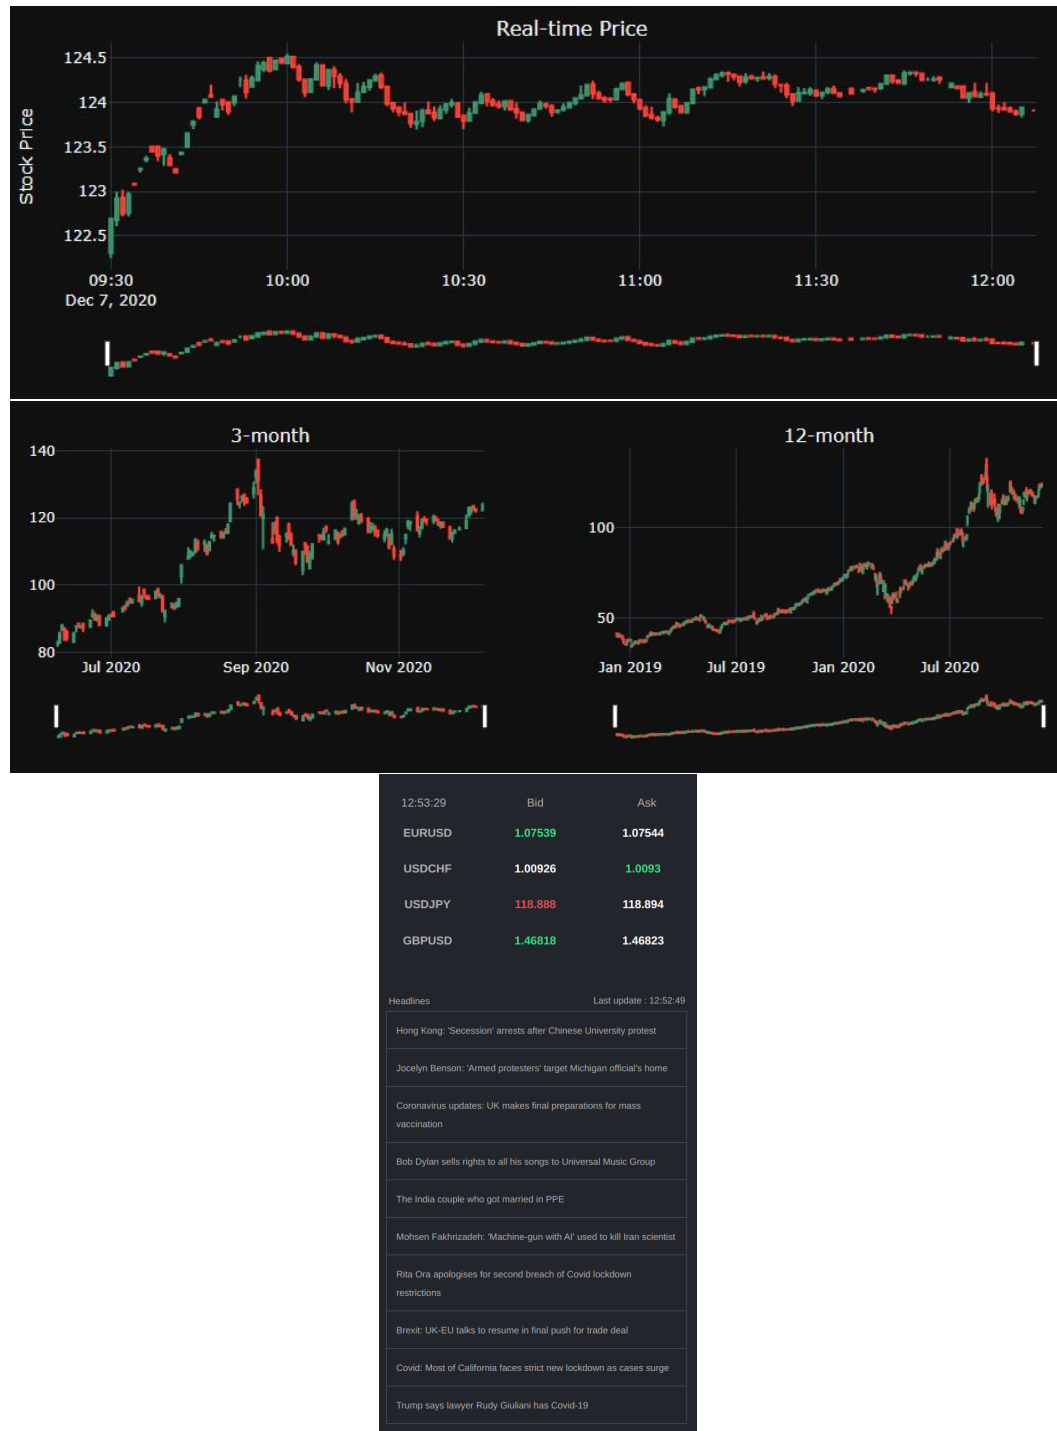 Real-time Price
Stock Price
124.5
124
123.5
123
122.5
09:30 10:00 10:30 11:00 11:30 12:00
Dec 7, 2020
3-month
140
120
100
80
Jul 2020 Sep 2020 Nov 2020
12-month
100
50
Jan 2019 Jul 2019 Jan 2020 Jul 2020
12:53:29 Bid Ask
EURUSD 1.07539 1.07544
USDCHF 1.00926 1.0093
USDJPY 118.888 118.894
GBPUSD 1.46818 1.46823
Headlines Last update : 12:52:49
Hong Kong: 'Secession' arrests after Chinese University protest
Jocelyn Benson: 'Armed protesters' target Michigan official's home
Coronavirus updates: UK makes final preparations for mass
vaccination
Bob Dylan sells rights to all his songs to Universal Music Group
The India couple who got married in PPE
Mohsen Fakhrizadeh: 'Machine-gun with AI' used to kill Iran scientist
Rita Ora apologises for second breach of Covid lockdown
restrictions
Brexit: UK-EU talks to resume in final push for trade deal
Covid: Most of California faces strict new lockdown as cases surge
Trump says lawyer Rudy Giuliani has Covid-19